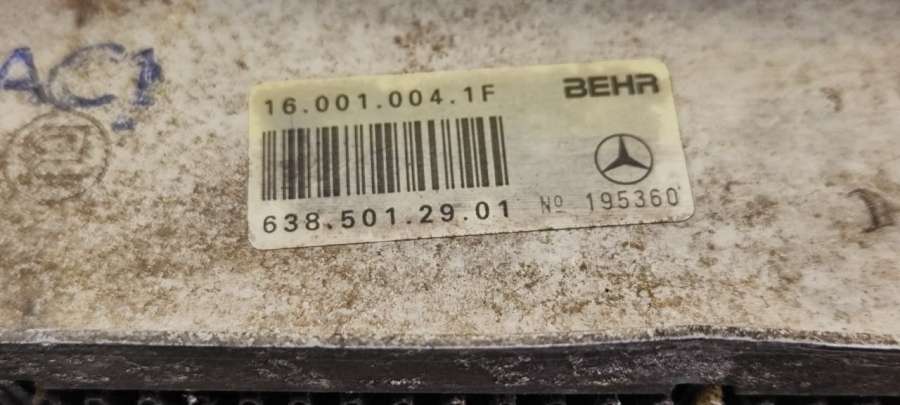 AC1
16.001.004.1F
BEHR
638.501.29.01
Nº 195360